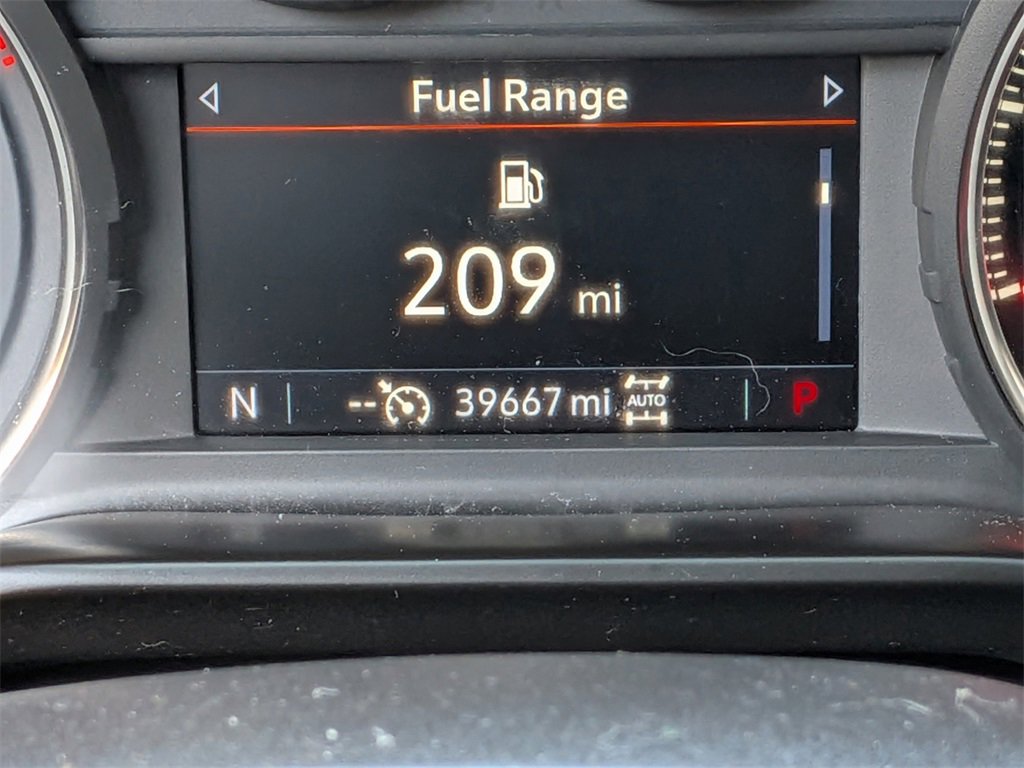 Fuel Range
209 mi
N -- 39667 mi AUTO P